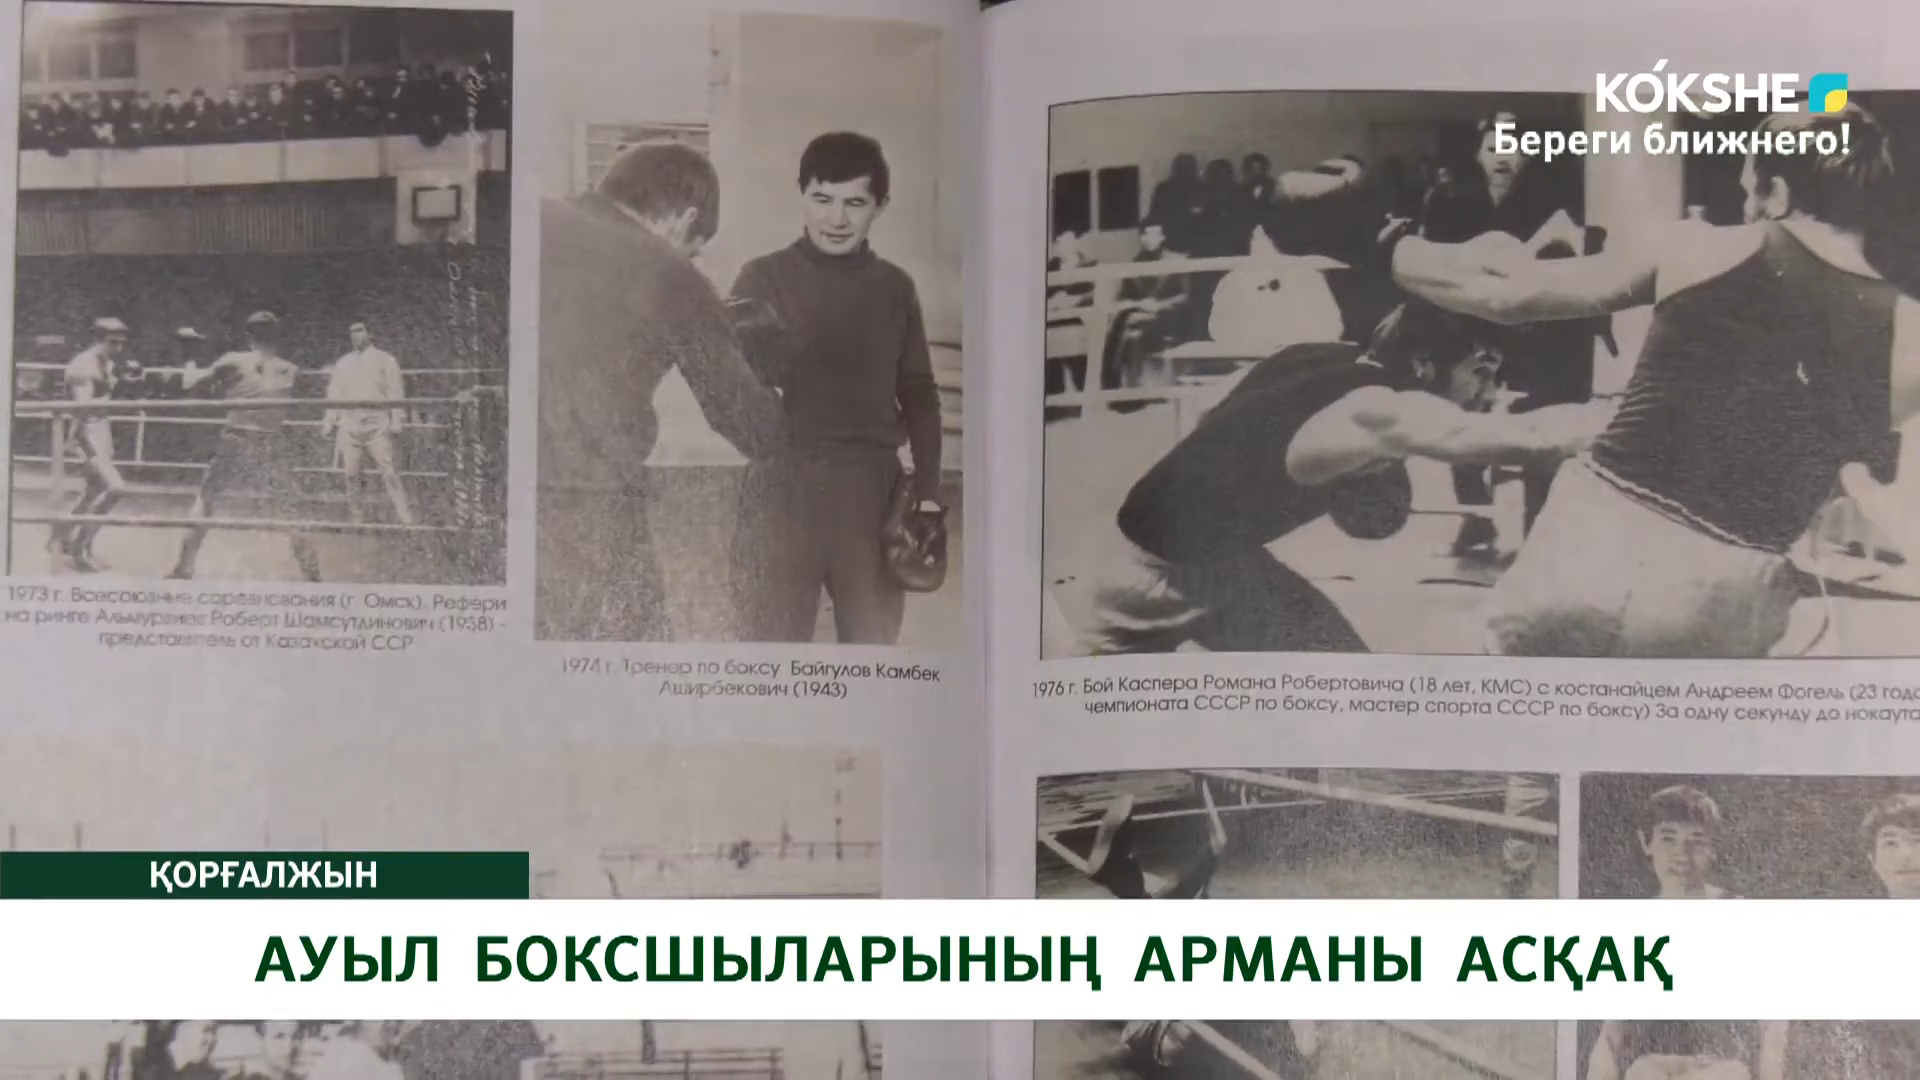 KÓKSHE
Береги ближнего!
1973 г. Всесоюзные соревнования (г. Омск). Рефери
на ринге Альмурзиев Роберт Шамсутдинович (1938) -
представитель от Казахской ССР
1974 г. Тренер по боксу Байгулов Камбек
Аширбекович (1943)
1976 г. Бой Каспера Романа Робертовича (18 лет, КМС) с костанайцем Андреем Фогель (23 года
чемпионата СССР по боксу, мастер спорта СССР по боксу) За одну секунду до нокаута
ҚОРҒАЛЖЫН
АУЫЛ БОКСШЫЛАРЫНЫҢ АРМАНЫ АСҚАҚ